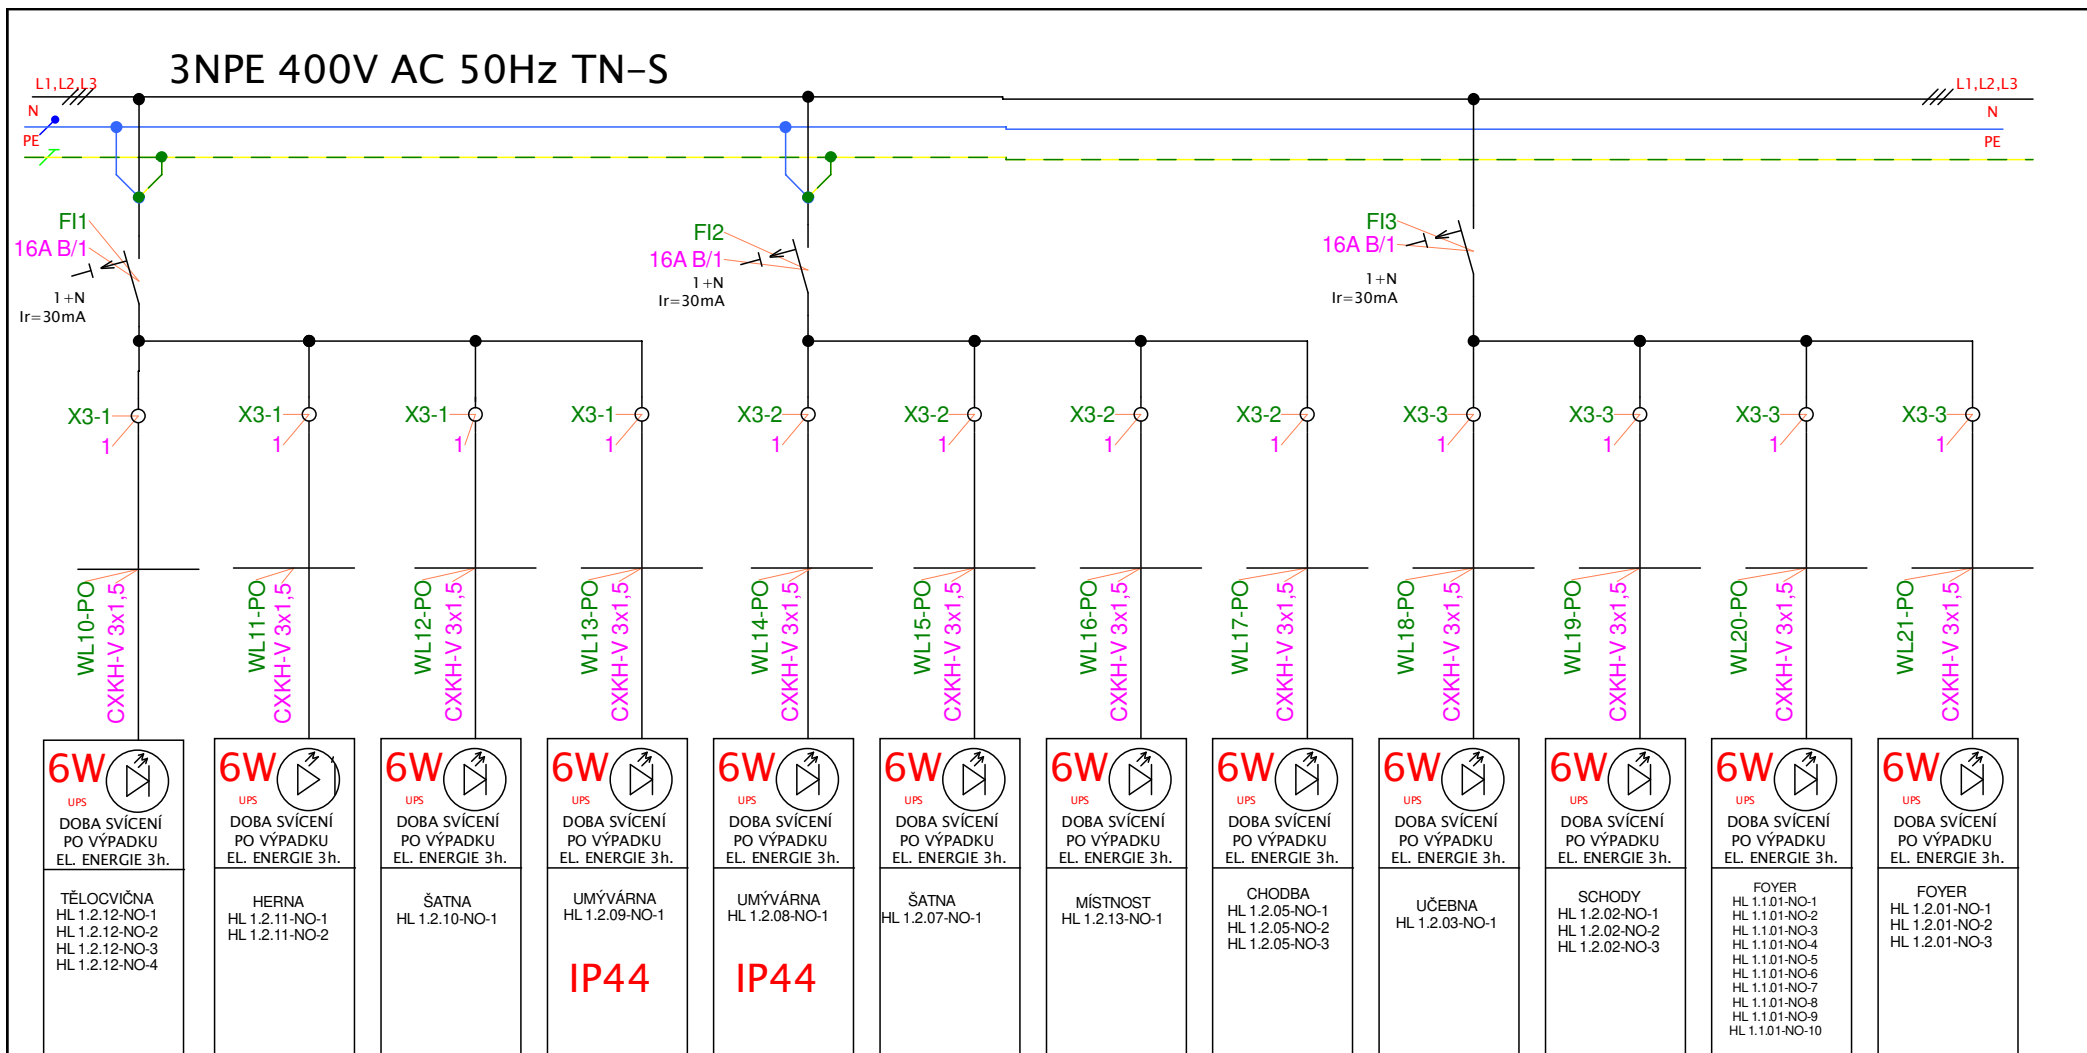 3NPE 400V AC 50Hz TN-S
L1,L2,L3
N
PE
L1,L2,L3
N
PE
FI1
16A B/1
1+N
Ir=30mA
FI2
16A B/1
1+N
Ir=30mA
FI3
16A B/1
1+N
Ir=30mA
X3-1
1
X3-1
1
X3-1
1
X3-1
1
X3-2
1
X3-2
1
X3-2
1
X3-2
1
X3-3
1
X3-3
1
X3-3
1
X3-3
1
WL10-PO
CXKH-V 3x1,5
WL11-PO
CXKH-V 3x1,5
WL12-PO
CXKH-V 3x1,5
WL13-PO
CXKH-V 3x1,5
WL14-PO
CXKH-V 3x1,5
WL15-PO
CXKH-V 3x1,5
WL16-PO
CXKH-V 3x1,5
WL17-PO
CXKH-V 3x1,5
WL18-PO
CXKH-V 3x1,5
WL19-PO
CXKH-V 3x1,5
WL20-PO
CXKH-V 3x1,5
WL21-PO
CXKH-V 3x1,5
6W
UPS
DOBA SVÍCENÍ
PO VÝPADKU
EL. ENERGIE 3h.
TĚLOCVIČNA
HL 1.2.12-NO-1
HL 1.2.12-NO-2
HL 1.2.12-NO-3
HL 1.2.12-NO-4
6W
UPS
DOBA SVÍCENÍ
PO VÝPADKU
EL. ENERGIE 3h.
HERNA
HL 1.2.11-NO-1
HL 1.2.11-NO-2
6W
UPS
DOBA SVÍCENÍ
PO VÝPADKU
EL. ENERGIE 3h.
ŠATNA
HL 1.2.10-NO-1
6W
UPS
DOBA SVÍCENÍ
PO VÝPADKU
EL. ENERGIE 3h.
UMÝVÁRNA
HL 1.2.09-NO-1
IP44
6W
UPS
DOBA SVÍCENÍ
PO VÝPADKU
EL. ENERGIE 3h.
UMÝVÁRNA
HL 1.2.08-NO-1
IP44
6W
UPS
DOBA SVÍCENÍ
PO VÝPADKU
EL. ENERGIE 3h.
ŠATNA
HL 1.2.07-NO-1
6W
UPS
DOBA SVÍCENÍ
PO VÝPADKU
EL. ENERGIE 3h.
MÍSTNOST
HL 1.2.13-NO-1
6W
UPS
DOBA SVÍCENÍ
PO VÝPADKU
EL. ENERGIE 3h.
CHODBA
HL 1.2.05-NO-1
HL 1.2.05-NO-2
HL 1.2.05-NO-3
6W
UPS
DOBA SVÍCENÍ
PO VÝPADKU
EL. ENERGIE 3h.
UČEBNA
HL 1.2.03-NO-1
6W
UPS
DOBA SVÍCENÍ
PO VÝPADKU
EL. ENERGIE 3h.
SCHODY
HL 1.2.02-NO-1
HL 1.2.02-NO-2
HL 1.2.02-NO-3
6W
UPS
DOBA SVÍCENÍ
PO VÝPADKU
EL. ENERGIE 3h.
FOYER
HL 1.1.01-NO-1
HL 1.1.01-NO-2
HL 1.1.01-NO-3
HL 1.1.01-NO-4
HL 1.1.01-NO-5
HL 1.1.01-NO-6
HL 1.1.01-NO-7
HL 1.1.01-NO-8
HL 1.1.01-NO-9
HL 1.1.01-NO-10
6W
UPS
DOBA SVÍCENÍ
PO VÝPADKU
EL. ENERGIE 3h.
FOYER
HL 1.2.01-NO-1
HL 1.2.01-NO-2
HL 1.2.01-NO-3